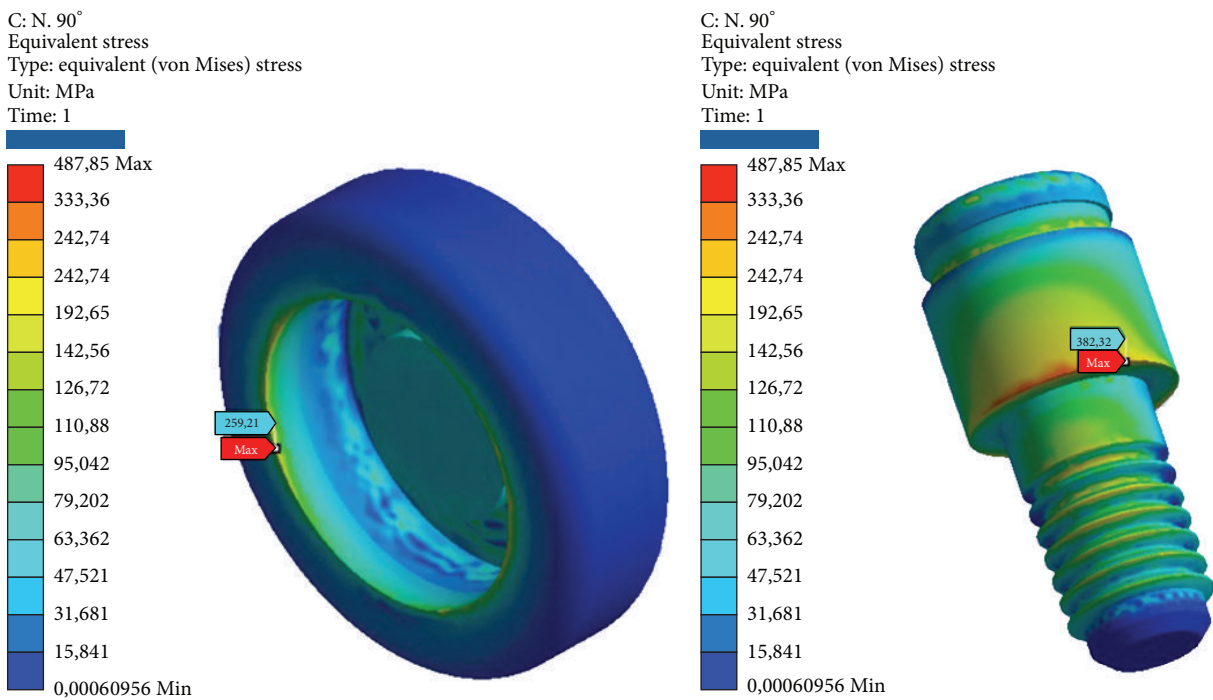 C: N. 90°
Equivalent stress
Type: equivalent (von Mises) stress
Unit: MPa
Time: 1
487,85 Max
333,36
242,74
242,74
192,65
142,56
126,72
110,88
95,042
79,202
63,362
47,521
31,681
15,841
0,00060956 Min
259,21
Max
C: N. 90°
Equivalent stress
Type: equivalent (von Mises) stress
Unit: MPa
Time: 1
487,85 Max
333,36
242,74
242,74
192,65
142,56
126,72
110,88
95,042
79,202
63,362
47,521
31,681
15,841
0,00060956 Min
382,32
Max